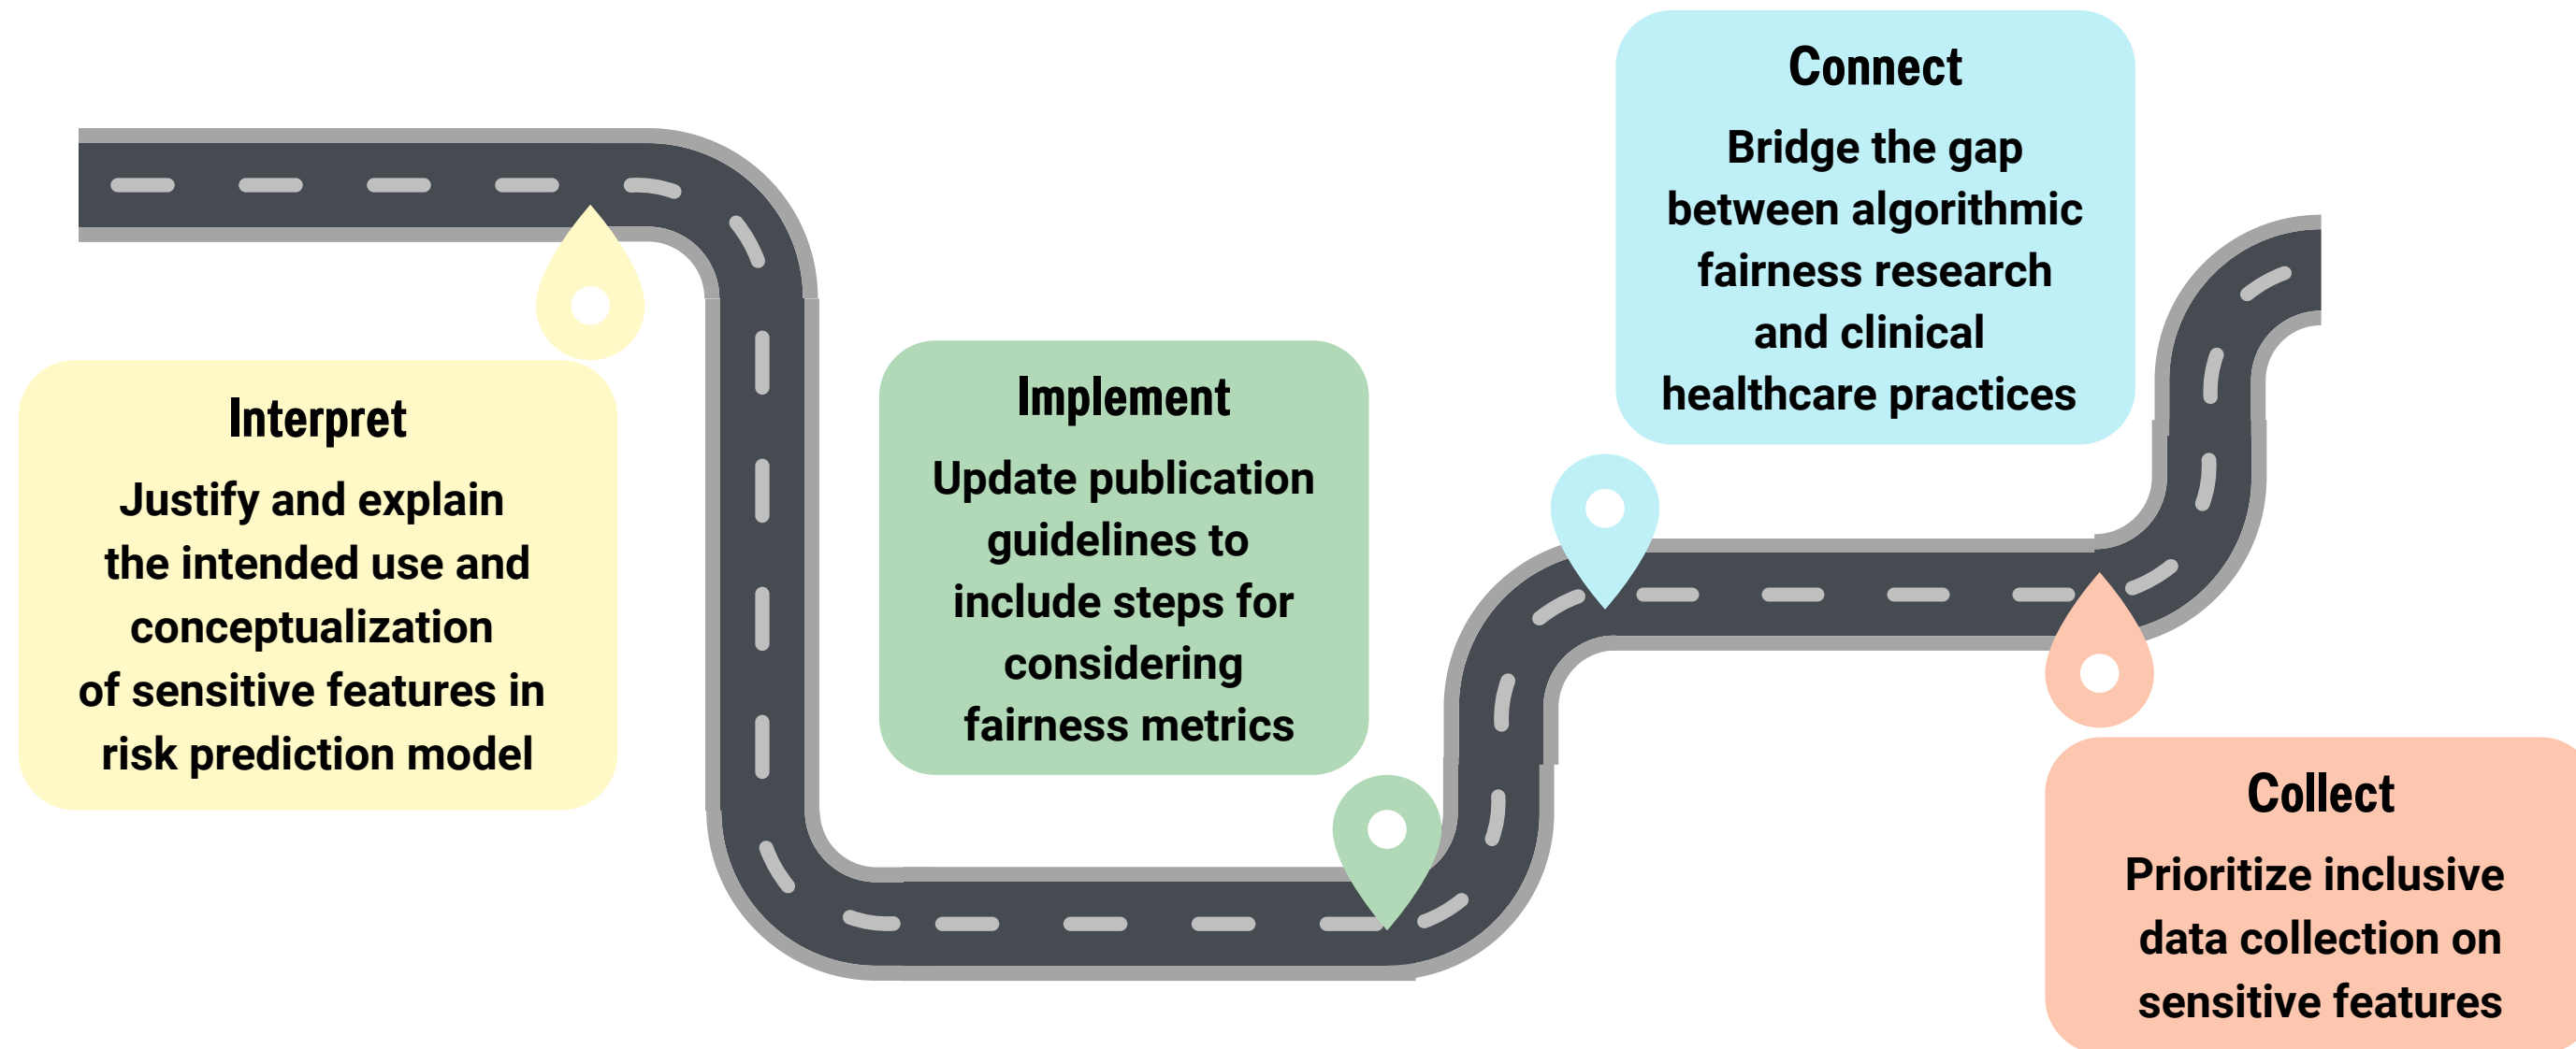 Interpret
Justify and explain
the intended use and
conceptualization
of sensitive features in
risk prediction model
Implement
Update publication
guidelines to
include steps for
considering
fairness metrics
Connect
Bridge the gap
between algorithmic
fairness research
and clinical
healthcare practices
Collect
Prioritize inclusive
data collection on
sensitive features